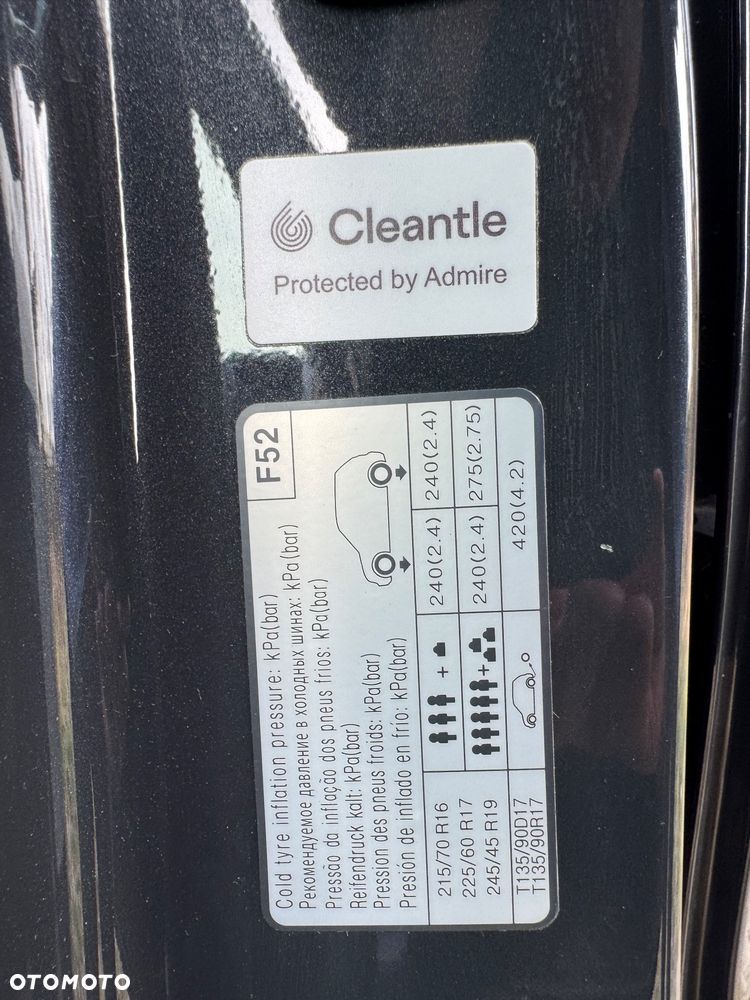 Cleantle
Protected by Admire
F52
Cold tyre inflation pressure: kPa(bar)
Рекомендуемое давление в холодных шинах: kPa(bar)
Pressão da inflação dos pneus frios: kPa(bar)
Reifendruck kalt: kPa(bar)
Pression des pneus froids: kPa(bar)
Presión de inflado en frío: kPa(bar)
215/70 R16
225/60 R17
245/45 R19
+
240(2.4)
240(2.4)
+
240(2.4)
275(2.75)
T135/90D17
T135/90R17
420(4.2)
OTOMOTO